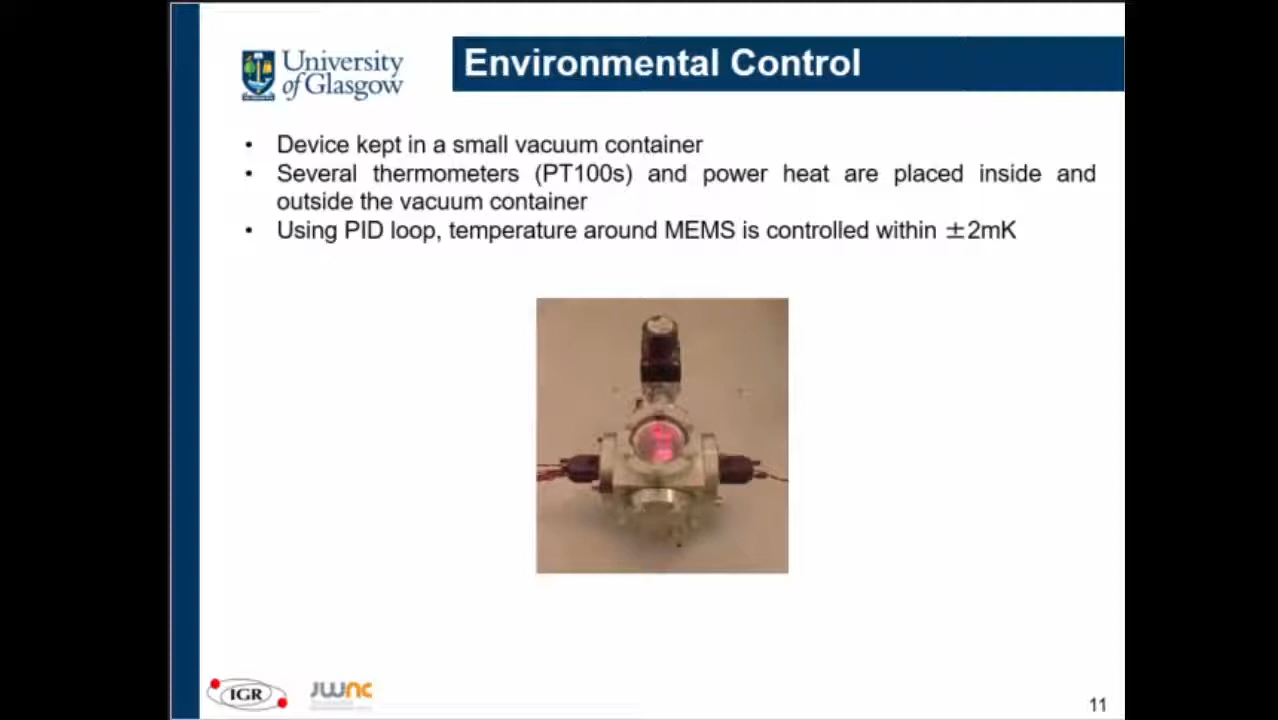 University
of Glasgow
Environmental Control
• Device kept in a small vacuum container
• Several thermometers (PT100s) and power heat are placed inside and
outside the vacuum container
• Using PID loop, temperature around MEMS is controlled within ±2mK
IGR
JWNC
11